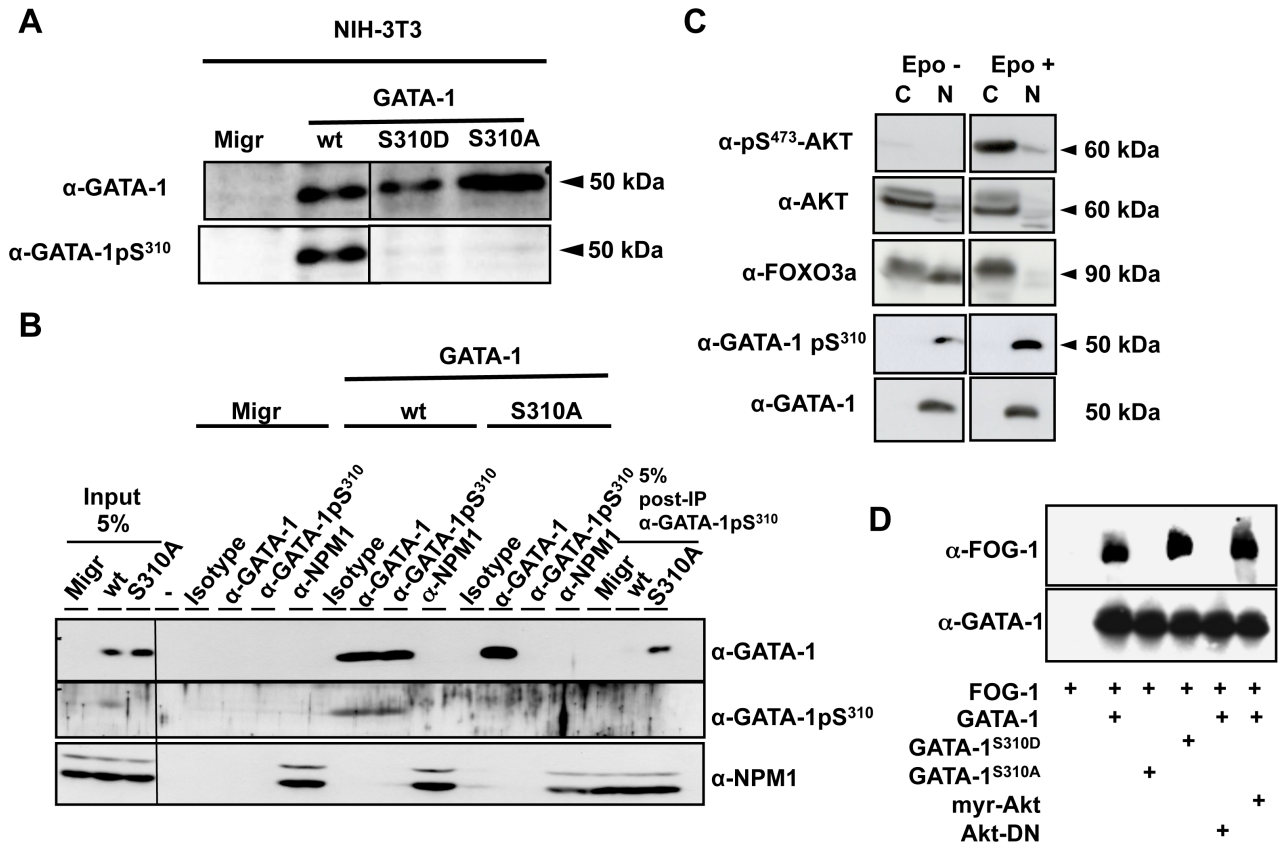 A
NIH-3T3
GATA-1
Migr wt S310D S310A
α-GATA-1 50 kDa
α-GATA-1pS310 50 kDa
B
GATA-1
Migr wt S310A
Input
5%
Migr
wt
S310A
-
Isotype
α-GATA-1
α-GATA-1pS310
α-NPM1
Isotype
α-GATA-1
α-GATA-1pS310
α-NPM1
Isotype
α-GATA-1
α-GATA-1pS310
α-NPM1
5%
post-IP
α-GATA-1pS310
Migr
wt
S310A
α-GATA-1
α-GATA-1pS310
α-NPM1
C
Epo - Epo +
C N C N
α-pS473-AKT 60 kDa
α-AKT 60 kDa
α-FOXO3a 90 kDa
α-GATA-1 pS310 50 kDa
α-GATA-1 50 kDa
D
α-FOG-1
α-GATA-1
FOG-1 + + + + + +
GATA-1 + + +
GATA-1S310D +
GATA-1S310A +
myr-Akt +
Akt-DN +